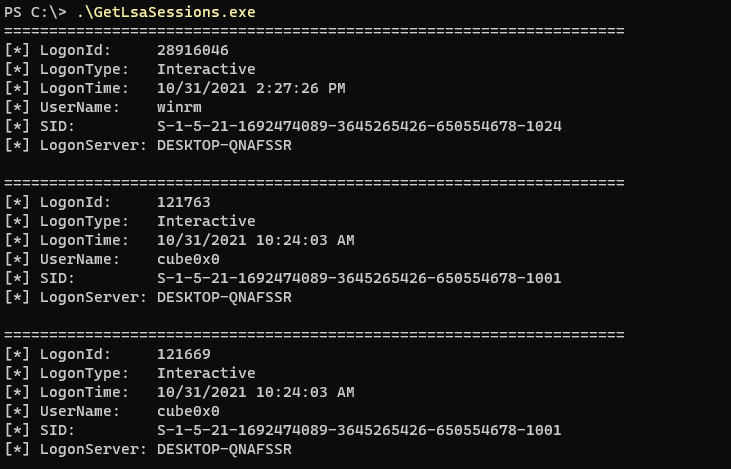 PS C:\> .\GetLsaSessions.exe
=====================================================================
[*] LogonId:     28916046
[*] LogonType:   Interactive
[*] LogonTime:   10/31/2021 2:27:26 PM
[*] UserName:    winrm
[*] SID:         S-1-5-21-1692474089-3645265426-650554678-1024
[*] LogonServer: DESKTOP-QNAFSSR
=====================================================================
[*] LogonId:     121763
[*] LogonType:   Interactive
[*] LogonTime:   10/31/2021 10:24:03 AM
[*] UserName:    cube0x0
[*] SID:         S-1-5-21-1692474089-3645265426-650554678-1001
[*] LogonServer: DESKTOP-QNAFSSR
=====================================================================
[*] LogonId:     121669
[*] LogonType:   Interactive
[*] LogonTime:   10/31/2021 10:24:03 AM
[*] UserName:    cube0x0
[*] SID:         S-1-5-21-1692474089-3645265426-650554678-1001
[*] LogonServer: DESKTOP-QNAFSSR